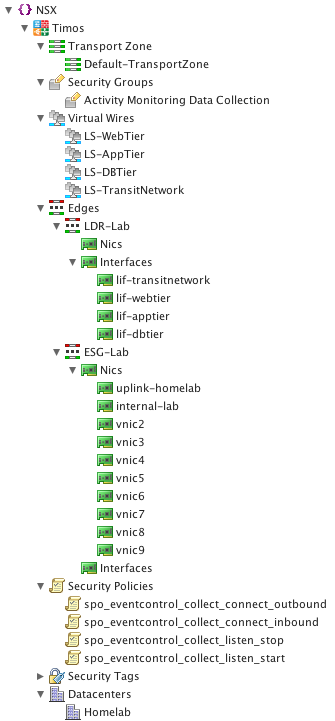 NSX
Timos
Transport Zone
Default-TransportZone
Security Groups
Activity Monitoring Data Collection
Virtual Wires
LS-WebTier
LS-AppTier
LS-DBTier
LS-TransitNetwork
Edges
LDR-Lab
Nics
Interfaces
lif-transitnetwork
lif-webtier
lif-apptier
lif-dbtier
ESG-Lab
Nics
uplink-homelab
internal-lab
vnic2
vnic3
vnic4
vnic5
vnic6
vnic7
vnic8
vnic9
Interfaces
Security Policies
spo_eventcontrol_collect_connect_outbound
spo_eventcontrol_collect_connect_inbound
spo_eventcontrol_collect_listen_stop
spo_eventcontrol_collect_listen_start
Security Tags
Datacenters
Homelab